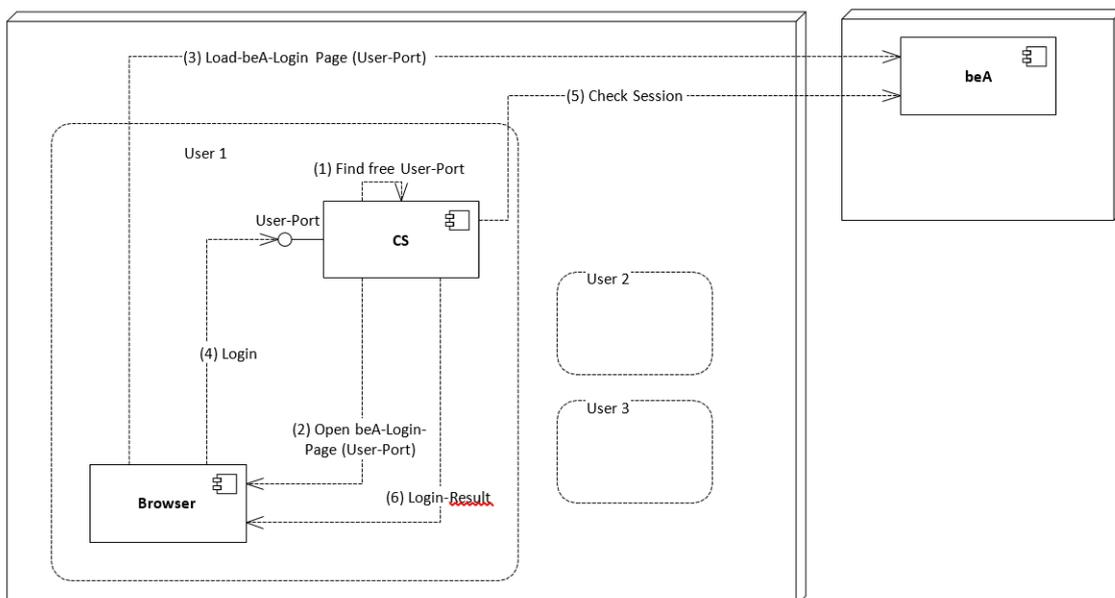 (3) Load-beA-Login Page (User-Port)
beA
(5) Check Session
User 1
(1) Find free User-Port
User-Port
CS
User 2
(4) Login
User 3
(2) Open beA-Login-
Page (User-Port)
(6) Login-Result
Browser